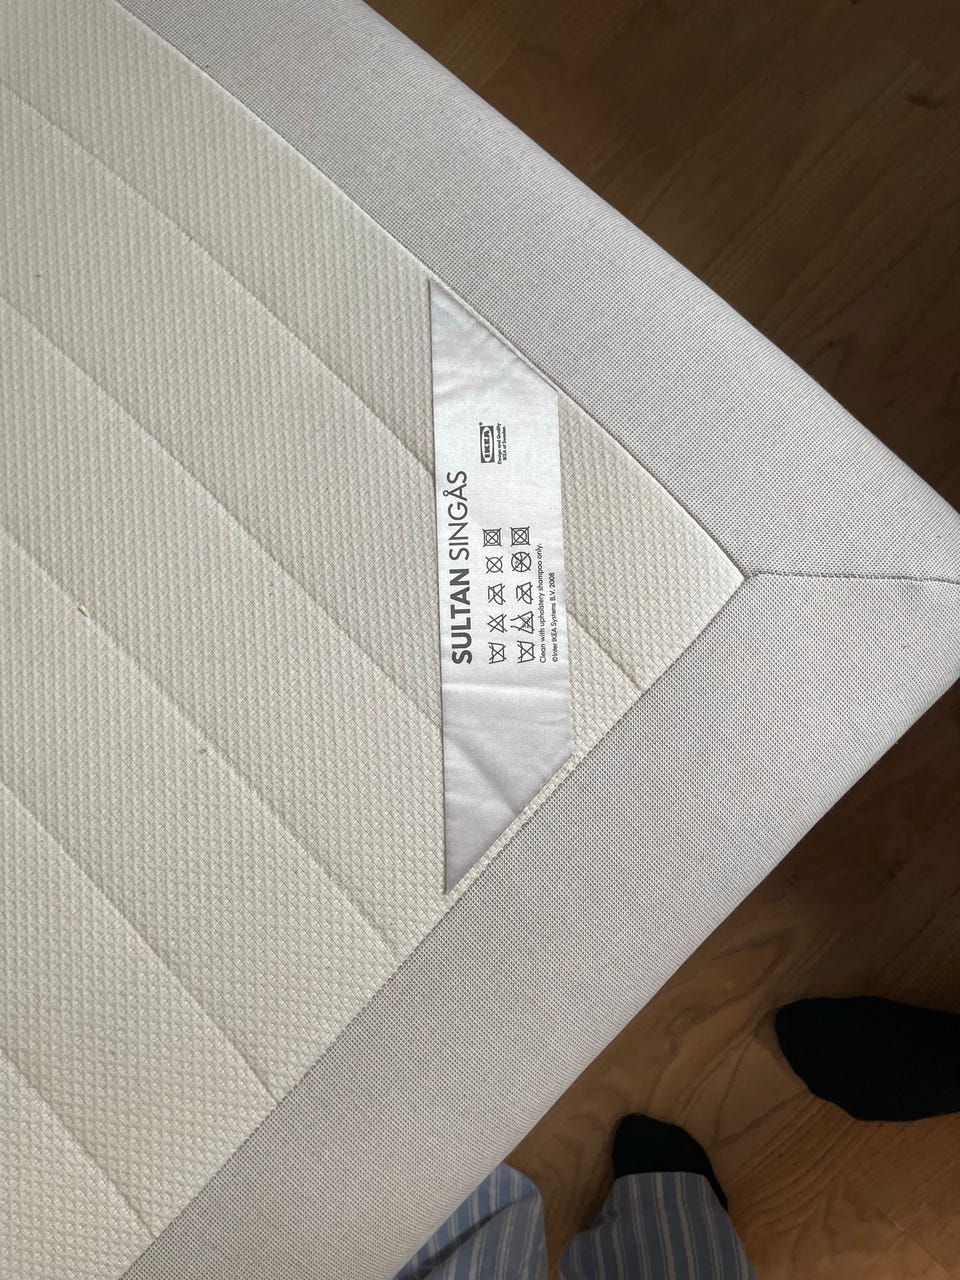 SULTAN SINGÅS
IKEA®
Design and Quality
IKEA of Sweden
Clean with upholstery shampoo only.
©Inter IKEA Systems B.V. 2008